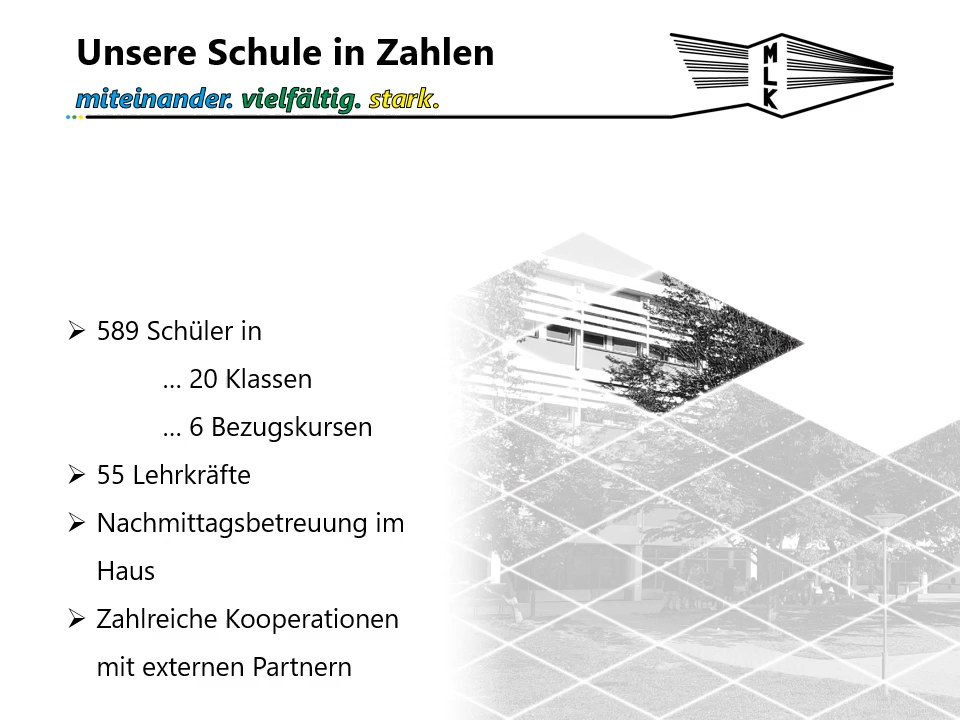 Unsere Schule in Zahlen
miteinander. vielfältig. stark.
MLK
➢ 589 Schüler in
... 20 Klassen
... 6 Bezugskursen
➢ 55 Lehrkräfte
➢ Nachmittagsbetreuung im
Haus
➢ Zahlreiche Kooperationen
mit externen Partnern